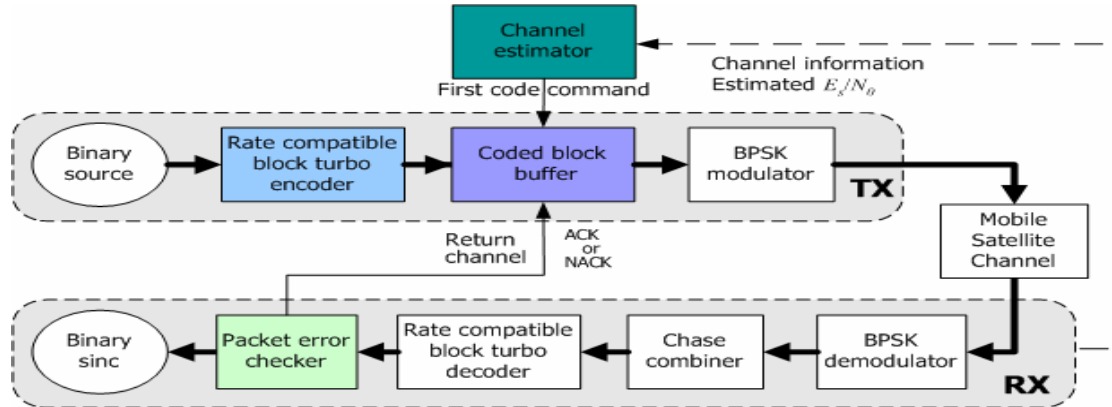 Channel
estimator
Channel information
Estimated E_s/N_0
First code command
Binary
source
Rate compatible
block turbo
encoder
Coded block
buffer
BPSK
modulator
TX
Mobile
Satellite
Channel
Return
channel
ACK
or
NACK
Binary
sinc
Packet error
checker
Rate compatible
block turbo
decoder
Chase
combiner
BPSK
demodulator
RX